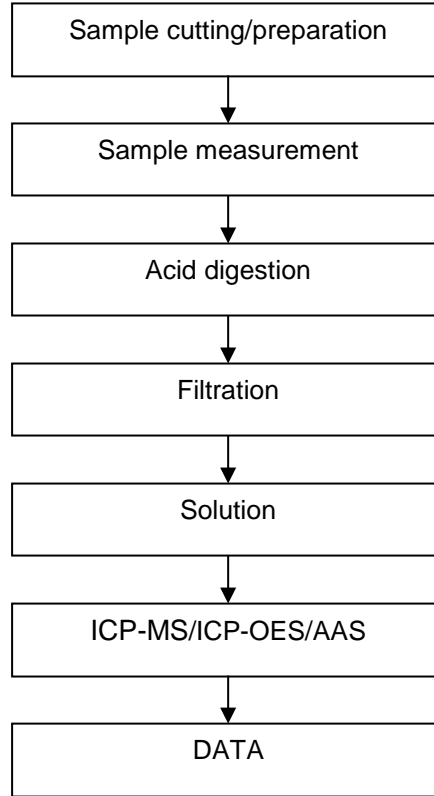 Sample cutting/preparation
Sample measurement
Acid digestion
Filtration
Solution
ICP-MS/ICP-OES/AAS
DATA